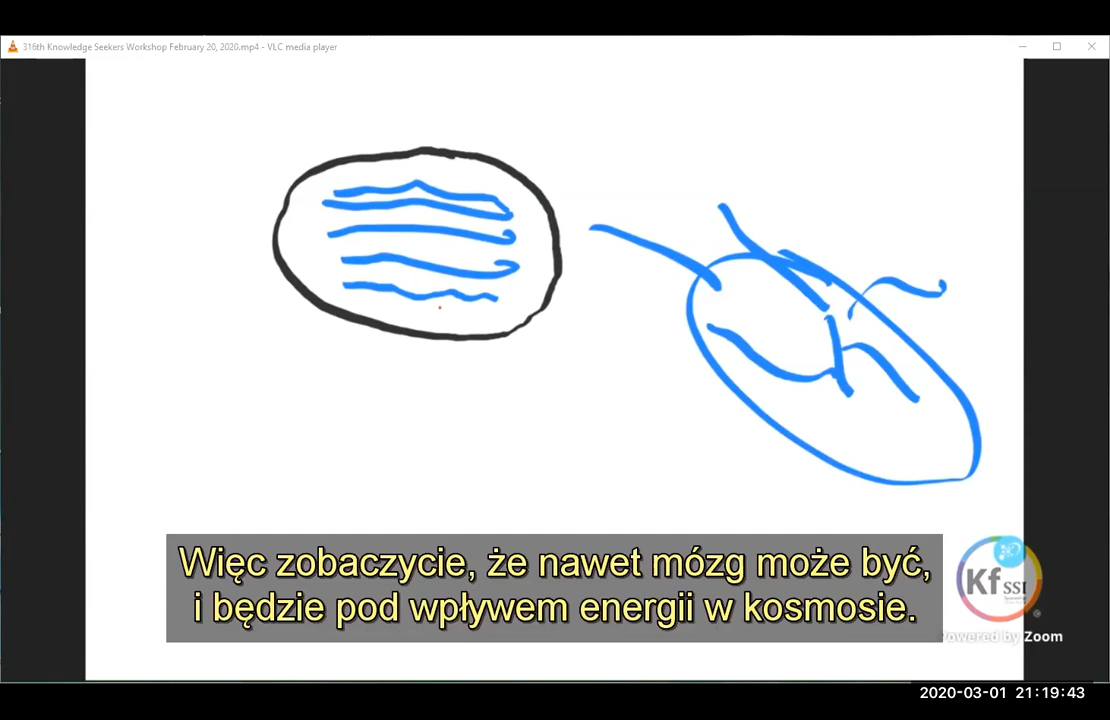 316th Knowledge Seekers Workshop February 20, 2020.mp4 - VLC media player
Więc zobaczycie, że nawet mózg może być,
i będzie pod wpływem energii w kosmosie.
Kf SSI
Powered by Zoom
2020-03-01 21:19:43